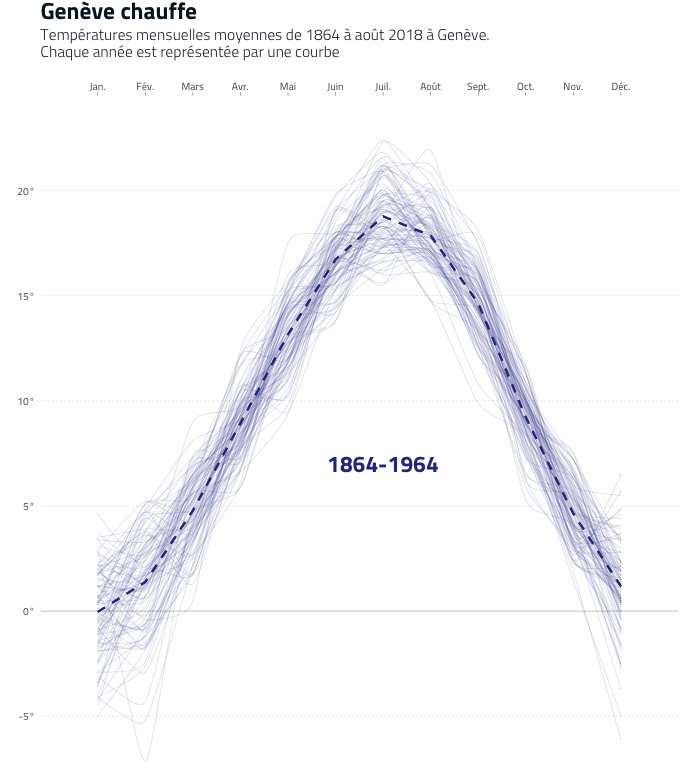 Genève chauffe
Températures mensuelles moyennes de 1864 à août 2018 à Genève.
Chaque année est représentée par une courbe
Jan. Fév. Mars Avr. Mai Juin Juil. Août Sept. Oct. Nov. Déc.
20°
15°
10°
1864-1964
5°
0°
-5°